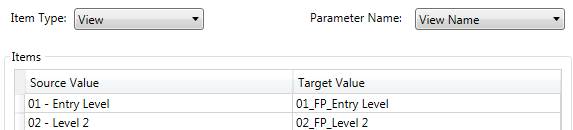 Item Type: View Parameter Name: View Name
Items
Source Value Target Value
01 - Entry Level 01_FP_Entry Level
02 - Level 2 02_FP_Level 2